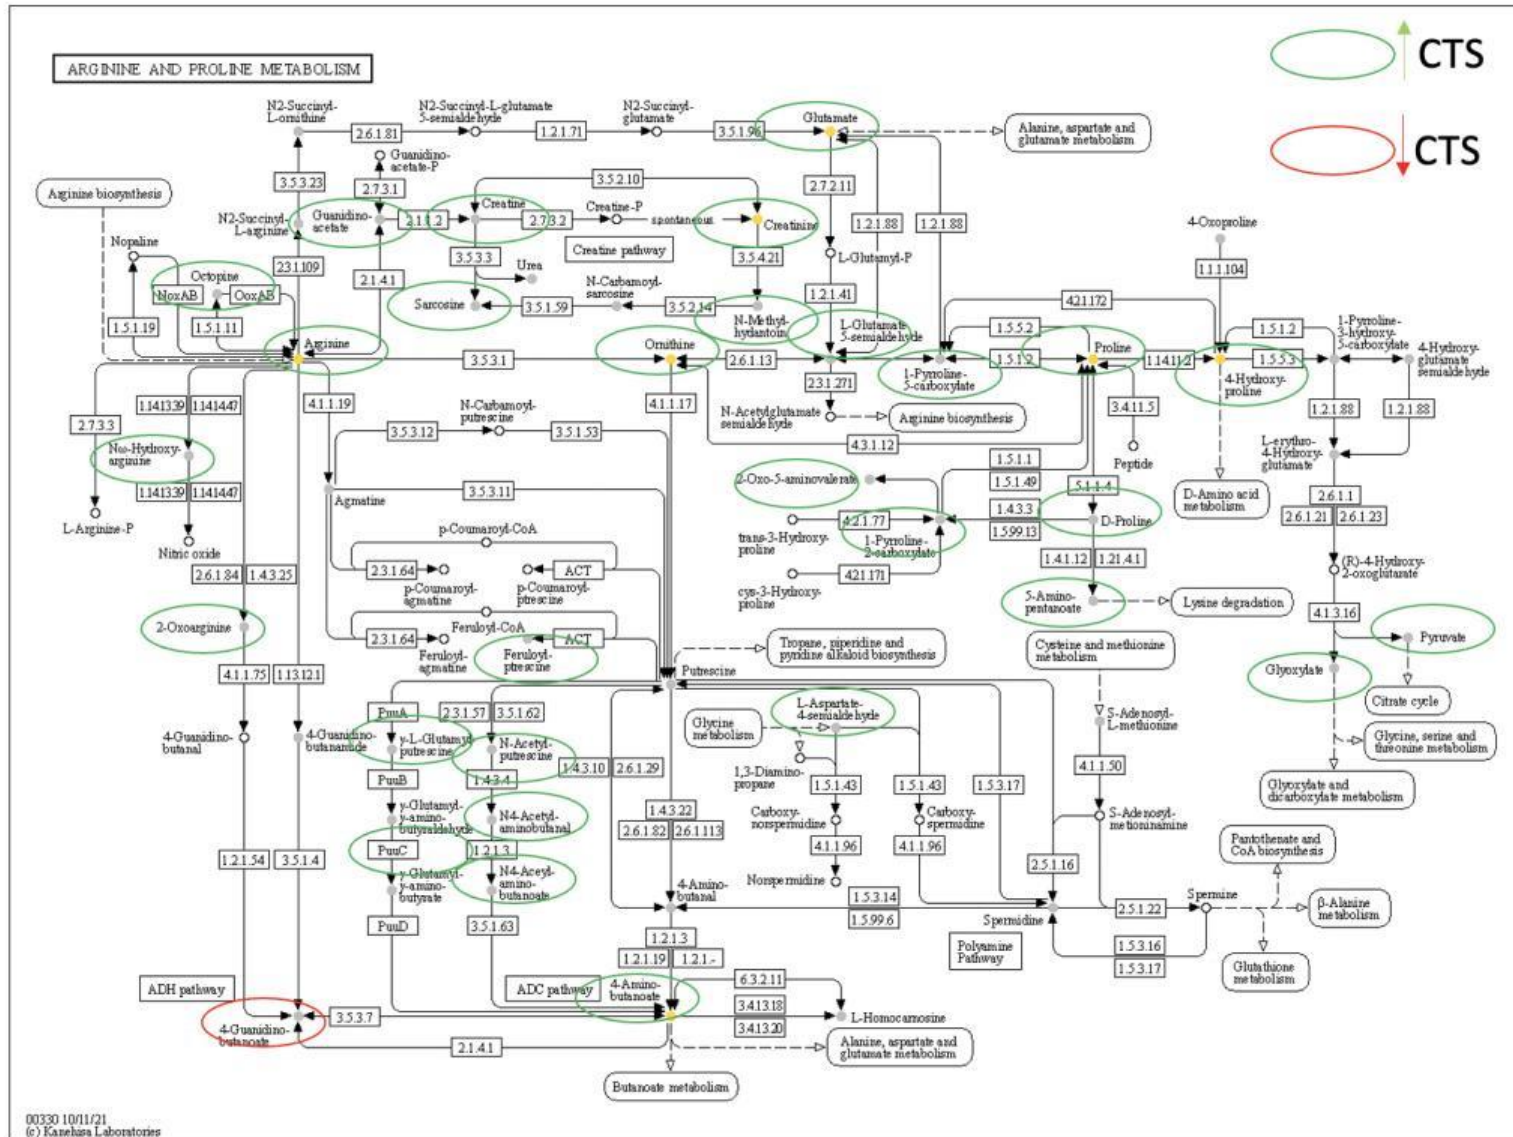 CTS
ARGININE AND PROLINE METABOLISM
CTS
N2-Succinyl-
L-ornithine
2.6.1.81
N2-Succinyl-L-glutamate
5-semialdehyde
1.2.1.71
N2-Succinyl-
glutamate
3.5.1.96
Glutamate
Alanine, aspartate and
glutamate metabolism
Guanidino-
acetate-P
3.5.3.23
2.7.3.1
3.5.2.10
2.7.2.11
Arginine biosynthesis
N2-Succinyl-
L-arginine
Guanidino-
acetate
2.1.1.2
Creatine
2.7.3.2
Creatine-P
spontaneous
Creatinine
1.2.1.88
1.2.1.88
4-Oxoproline
Nopaline
Creatine pathway
3.5.3.3
3.5.4.21
L-Glutamyl-P
1.1.1.104
Octopine
2.3.1.109
2.1.4.1
Urea
N-Carbamoyl-
sarcosine
NoxAB
OoxAB
Sarcosine
3.5.1.59
3.5.2.14
1.2.1.41
4.2.1.172
1.5.1.19
1.5.1.11
N-Methyl-
hydantoin
L-Glutamate
5-semialdehyde
1.5.5.2
1.5.1.2
1-Pyrroline-
3-hydroxy-
5-carboxylate
Arginine
3.5.3.1
Ornithine
2.6.1.13
1-Pyrroline-
5-carboxylate
1.5.1.2
Proline
1.14.11.2
4-Hydroxy-
proline
1.5.5.3
4-Hydroxy-
glutamate
semialdehyde
2.3.1.271
1.14.13.39
1.14.14.47
4.1.1.19
N-Carbamoyl-
putrescine
4.1.1.17
N-Acetylglutamate
semialdehyde
Arginine biosynthesis
3.4.11.5
1.2.1.88
1.2.1.88
2.7.3.3
3.5.3.12
3.5.1.53
4.3.1.12
Nω-Hydroxy-
arginine
1.5.1.1
1.5.1.49
Peptide
L-erythro-
4-Hydroxy-
glutamate
1.14.13.39
1.14.14.47
Agmatine
3.5.3.11
2-Oxo-5-aminovalerate
5.1.1.4
D-Amino acid
metabolism
2.6.1.1
2.6.1.21
2.6.1.23
L-Arginine-P
Nitric oxide
p-Coumaroyl-CoA
trans-3-Hydroxy-
proline
4.2.1.77
1-Pyrroline-
2-carboxylate
1.4.3.3
1.5.99.13
D-Proline
2.6.1.84
1.4.3.25
2.3.1.64
ACT
p-Coumaroyl-
agmatine
p-Coumaroyl-
ptrescine
cys-3-Hydroxy-
proline
4.2.1.171
1.4.1.12
1.21.4.1
(R)-4-Hydroxy-
2-oxoglutarate
5-Amino-
pentanoate
Lysine degradation
4.1.3.16
2-Oxoarginine
2.3.1.64
Feruloyl-CoA
ACT
Feruloyl-
agmatine
Feruloyl-
ptrescine
Tropane, piperidine and
pyridine alkaloid biosynthesis
Cysteine and methionine
metabolism
Pyruvate
4.1.1.75
1.13.12.1
Putrescine
Glyoxylate
Citrate cycle
PuuA
2.3.1.57
3.5.1.62
Glycine
metabolism
L-Aspartate-
4-semialdehyde
S-Adenosyl-
L-methionine
Glycine, serine and
threonine metabolism
4-Guanidino-
butanal
4-Guanidino-
butanamide
γ-L-Glutamyl-
putrescine
N-Acetyl-
putrescine
1.4.3.10
2.6.1.29
1,3-Diamino-
propane
1.5.1.43
1.5.1.43
1.5.3.17
4.1.1.50
Glyoxylate and
dicarboxylate metabolism
PuuB
1.4.3.4
γ-Glutamyl-
γ-amino-
butyraldehyde
N4-Acetyl-
aminobutanal
1.4.3.22
2.6.1.82
2.6.1.113
Carboxy-
norspermidine
Carboxy-
spermidine
S-Adenosyl-
metioninamine
Pantothenate and
CoA biosynthesis
1.2.1.54
3.5.1.4
PuuC
1.2.1.3
4.1.1.96
4.1.1.96
2.5.1.16
γ-Glutamyl-
γ-amino-
butyrate
N4-Aceyl-
amino-
butanoate
4-Amino-
butanal
Norspermidine
1.5.3.14
1.5.99.6
Spermidine
2.5.1.22
Spermine
β-Alanine
metabolism
PuuD
3.5.1.63
1.2.1.3
1.2.1.19
1.2.1.-
Polyamine
Pathway
1.5.3.16
1.5.3.17
Glutathione
metabolism
ADH pathway
ADC pathway
4-Amino-
butanoate
6.3.2.11
4-Guanidino-
butanoate
3.5.3.7
3.4.13.18
3.4.13.20
L-Homocarnosine
2.1.4.1
Alanine, aspartate and
glutamate metabolism
Butanoate metabolism
00330 10/11/21
(c) Kanehisa Laboratories